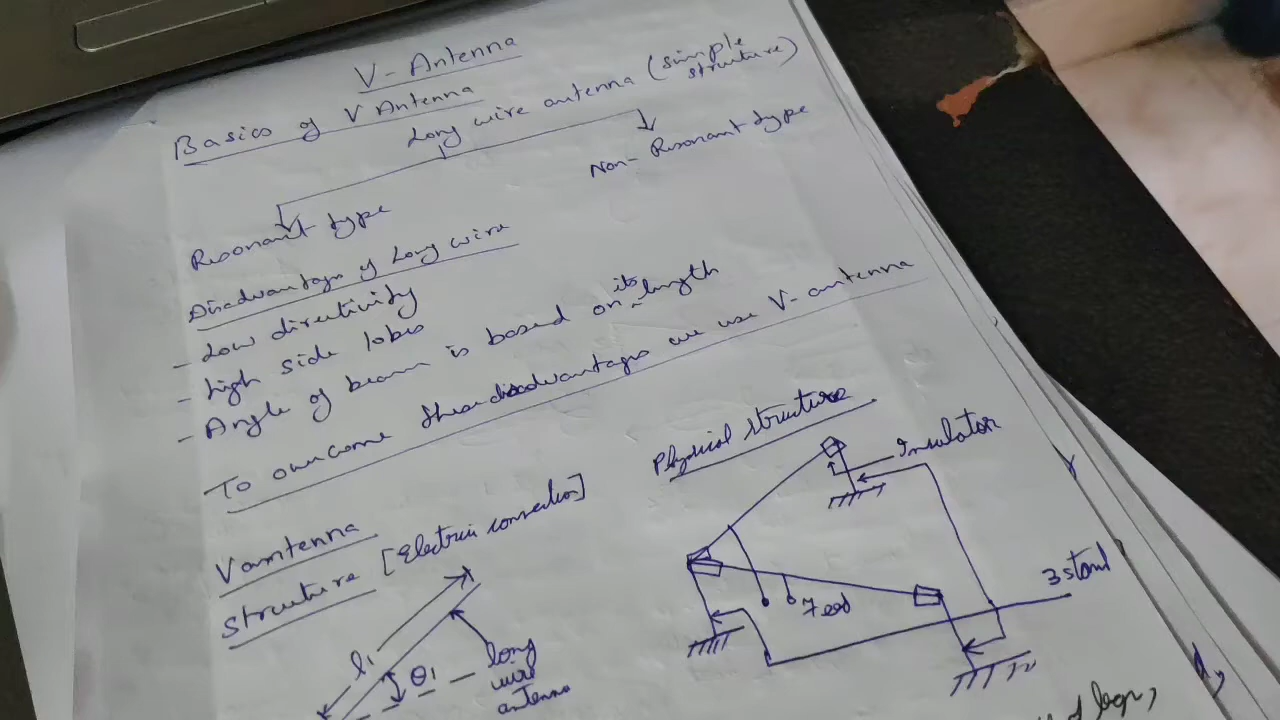 V-Antenna
Basics of V Antenna
Long wire antenna (simple structure)
Resonant type
Non-Resonant type
Disadvantages of Long wire
- Low directivity
- high side lobes
- Angle of beam is based on its length
To overcome these disadvantages we use V-antenna
V antenna structure [Electric connection]
l1
θ1
long wire antenna
Physical structure
Insulator
Feed
3 stand
of loop,